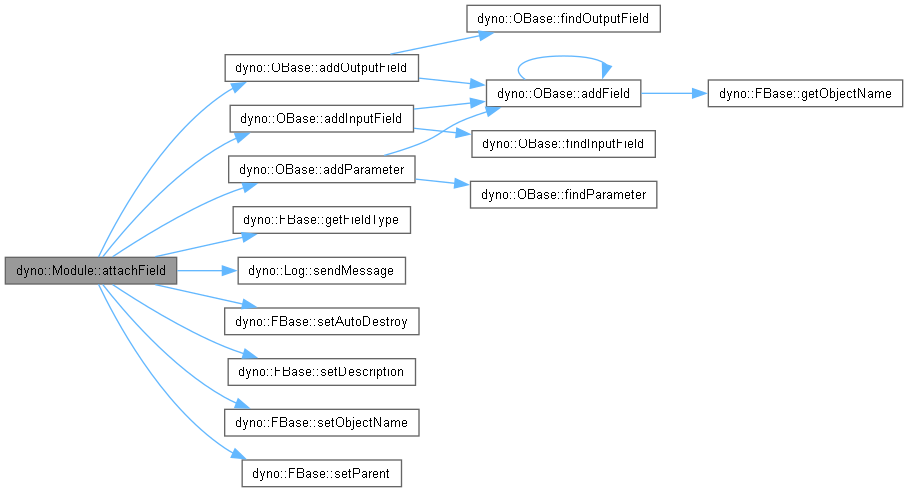 dyno::OBase::findOutputField
dyno::OBase::addOutputField
dyno::OBase::addField
dyno::FBase::getObjectName
dyno::OBase::addInputField
dyno::OBase::findInputField
dyno::OBase::addParameter
dyno::OBase::findParameter
dyno::FBase::getFieldType
dyno::Module::attachField
dyno::Log::sendMessage
dyno::FBase::setAutoDestroy
dyno::FBase::setDescription
dyno::FBase::setObjectName
dyno::FBase::setParent